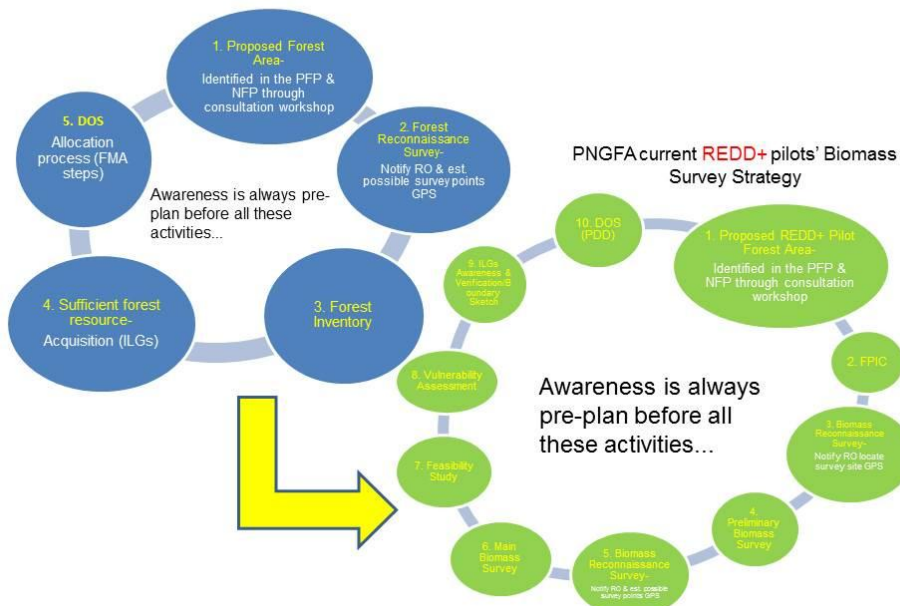 1. Proposed Forest
Area-
Identified in the PFP &
NFP through
consultation workshop
2. Forest
Reconnaissance
Survey-
Notify RO & est.
possible survey points
GPS
3. Forest
Inventory
4. Sufficient forest
resource-
Acquisition (ILGs)
5. DOS
Allocation
process (FMA
steps)
Awareness is always pre-
plan before all these
activities...
PNGFA current REDD+ pilots' Biomass
Survey Strategy
1. Proposed REDD+ Pilot
Forest Area-
Identified in the PFP &
NFP through consultation
workshop
2. FPIC
3. Biomass
Reconnaissance
Survey-
Notify RO locate
survey site GPS
4.
Preliminary
Biomass
Survey
5. Biomass
Reconnaissance
Survey-
Notify RO & est. possible
survey points GPS
6. Main
Biomass
Survey
7. Feasibility
Study
8. Vulnerability
Assessment
9. ILGs
Awareness &
Verification/B
oundary
Sketch
10. DOS
(PDD)
Awareness is always
pre-plan before all
these activities...